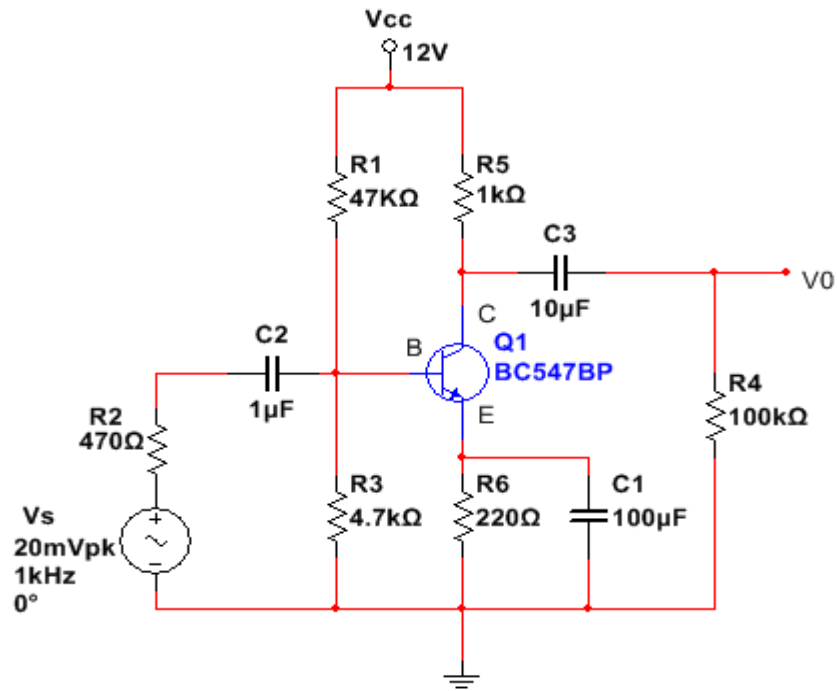 Vcc
12V
R1
47KΩ
R5
1kΩ
C3
10µF
V0
C
B
Q1
BC547BP
E
C2
1µF
R2
470Ω
R4
100kΩ
R3
4.7kΩ
R6
220Ω
C1
100µF
Vs
20mVpk
1kHz
0°